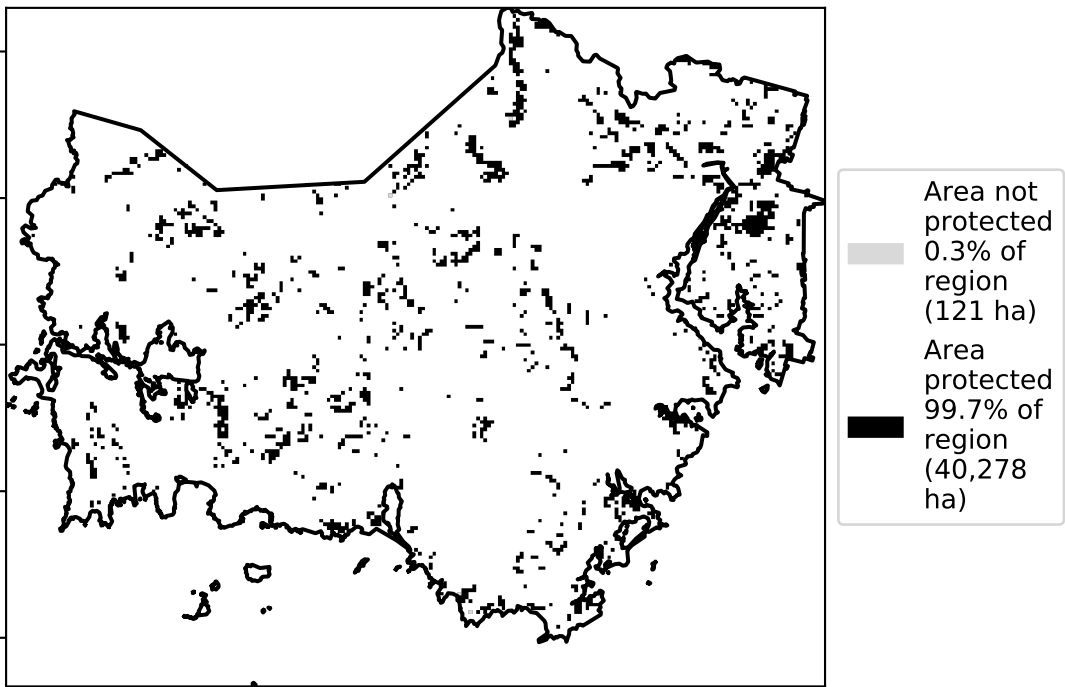 Area not
protected
0.3% of
region
(121 ha)
Area
protected
99.7% of
region
(40,278
ha)